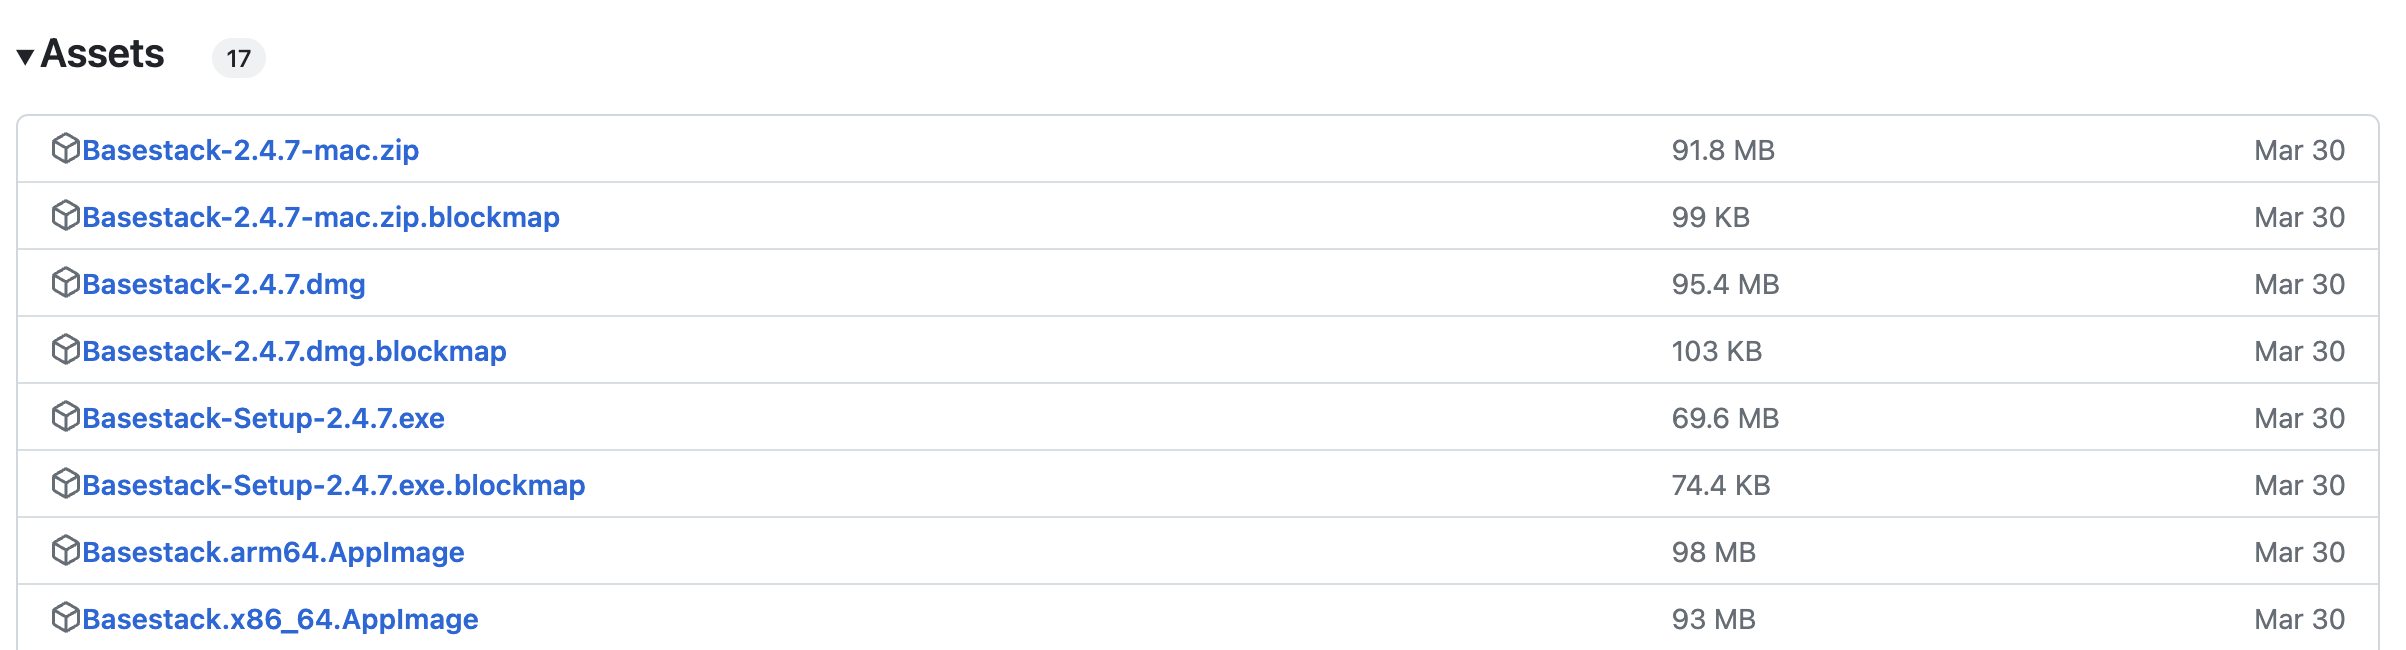 Assets 17
Basestack-2.4.7-mac.zip 91.8 MB Mar 30
Basestack-2.4.7-mac.zip.blockmap 99 KB Mar 30
Basestack-2.4.7.dmg 95.4 MB Mar 30
Basestack-2.4.7.dmg.blockmap 103 KB Mar 30
Basestack-Setup-2.4.7.exe 69.6 MB Mar 30
Basestack-Setup-2.4.7.exe.blockmap 74.4 KB Mar 30
Basestack.arm64.AppImage 98 MB Mar 30
Basestack.x86_64.AppImage 93 MB Mar 30